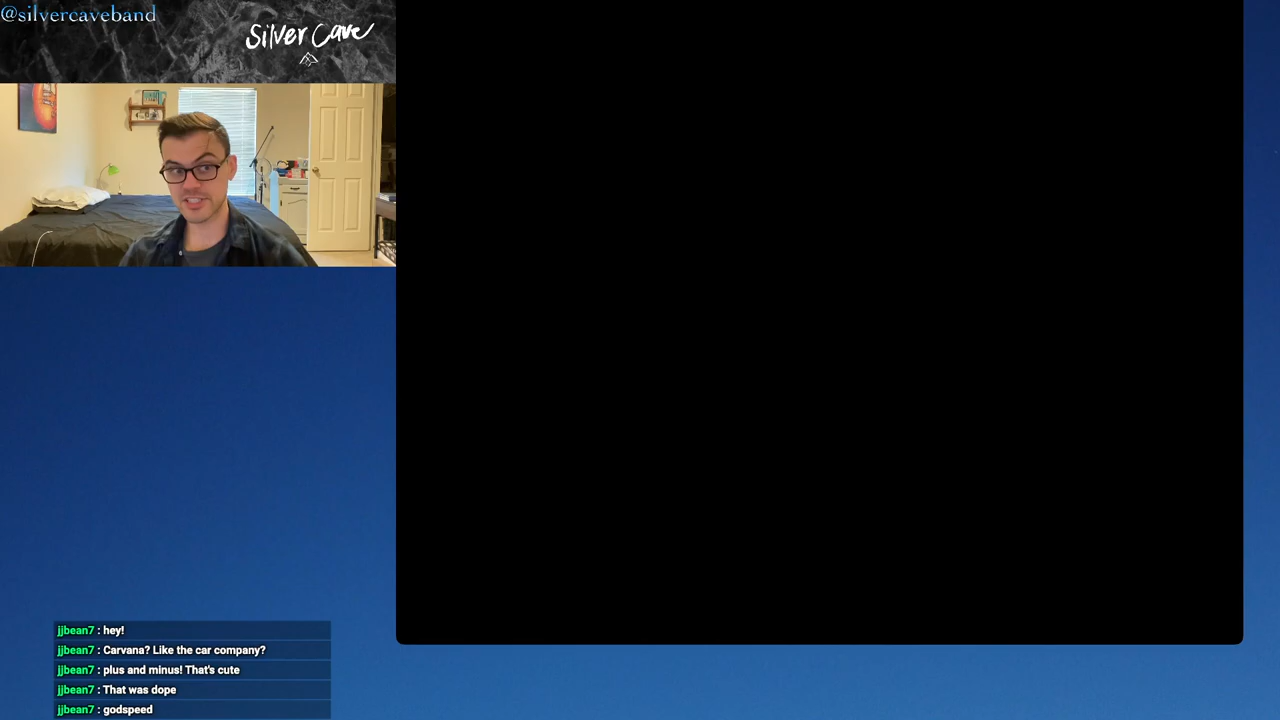 @silvercaveband
Silver Cave
jjbean7 : hey!
jjbean7 : Carvana? Like the car company?
jjbean7 : plus and minus! That's cute
jjbean7 : That was dope
jjbean7 : godspeed